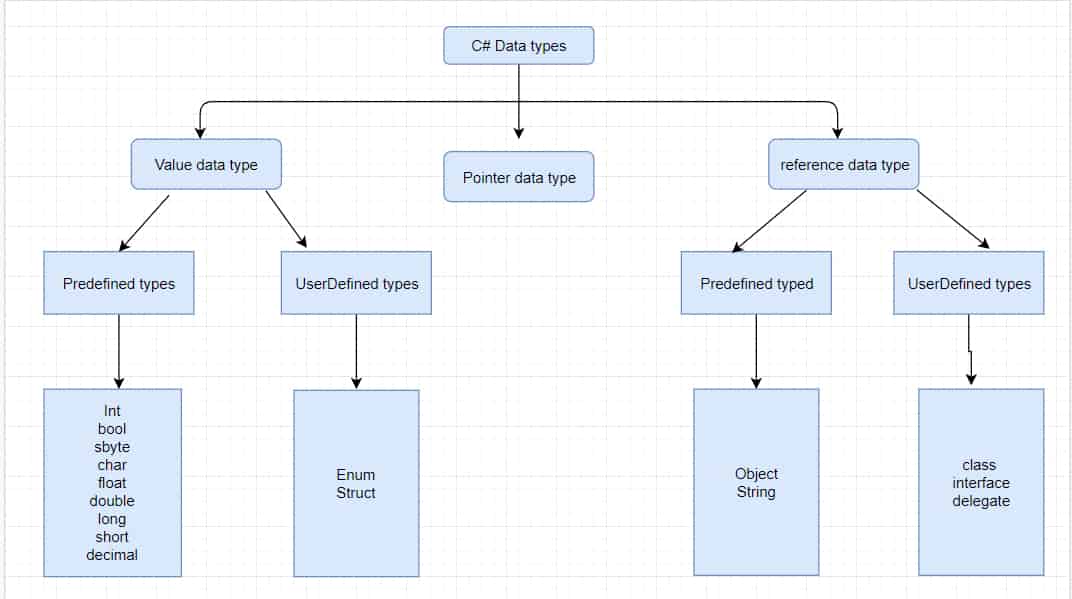 C# Data types
Value data type
Pointer data type
reference data type
Predefined types
UserDefined types
Predefined typed
UserDefined types
Int
bool
sbyte
char
float
double
long
short
decimal
Enum
Struct
Object
String
class
interface
delegate